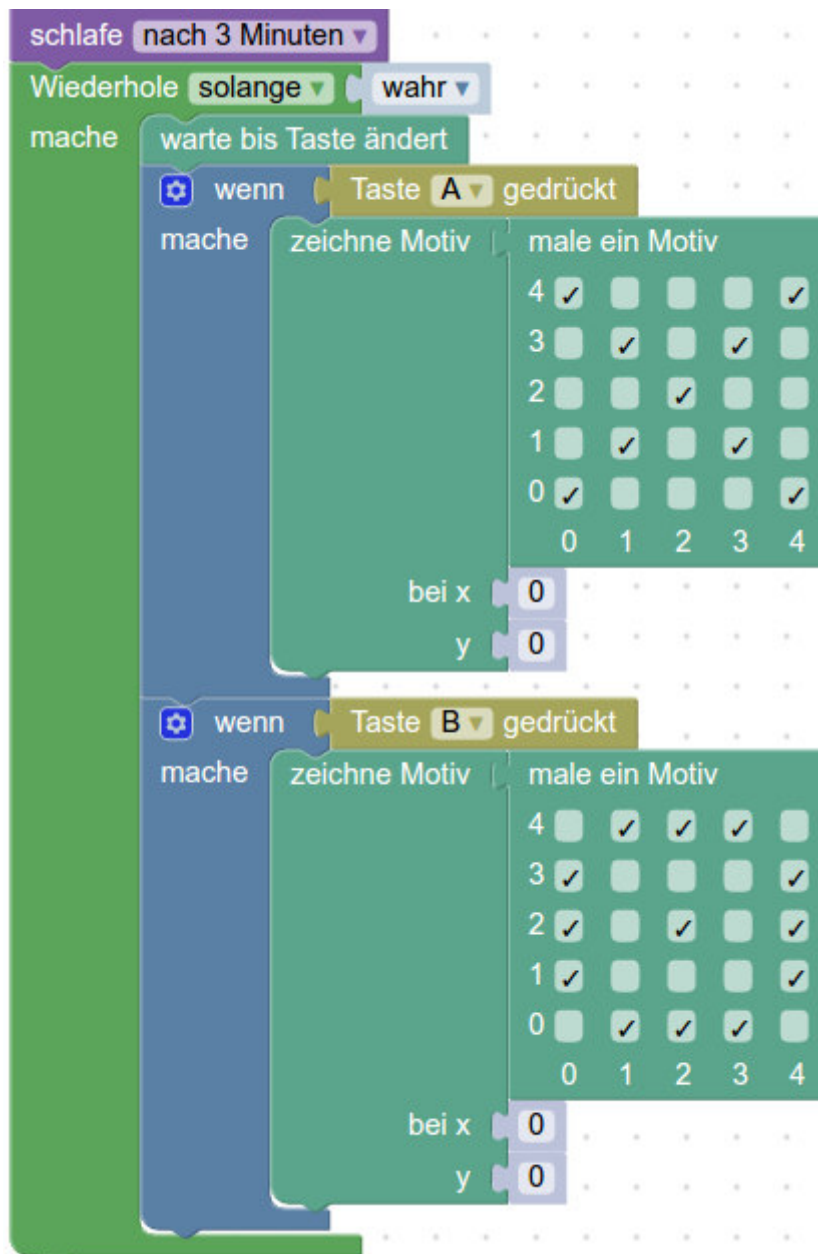 schlafe nach 3 Minuten
Wiederhole solange wahr
mache warte bis Taste ändert
wenn Taste A gedrückt
mache zeichne Motiv male ein Motiv
4
3
2
1
0
0 1 2 3 4
bei x 0
y 0
wenn Taste B gedrückt
mache zeichne Motiv male ein Motiv
4
3
2
1
0
0 1 2 3 4
bei x 0
y 0